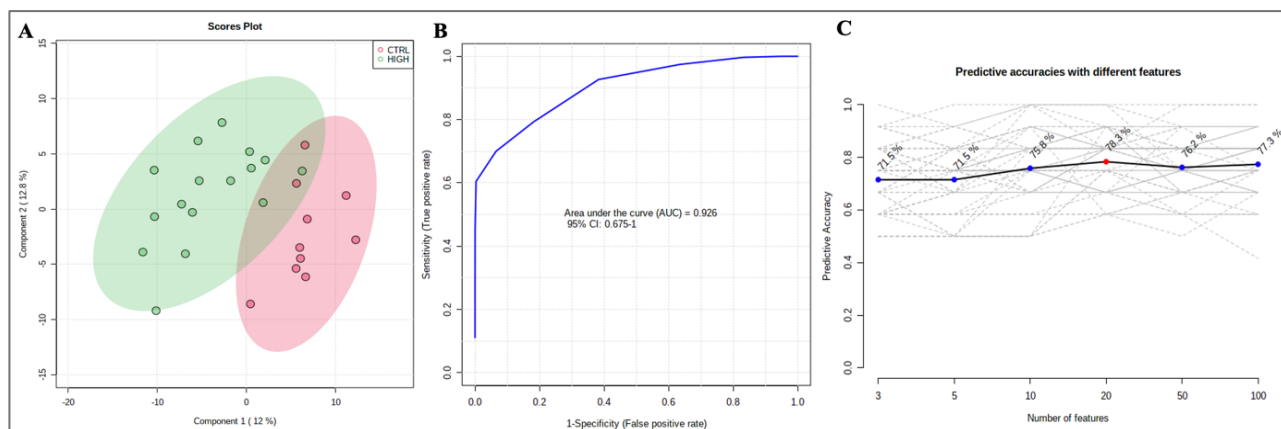 A
Scores Plot
CTRL
HIGH
15
10
5
0
-5
-10
-15
-20
-10
0
10
Component 2 ( 12.8 %)
Component 1 ( 12 %)
B
1.0
0.8
0.6
0.4
0.2
0.0
Sensitivity (True positive rate)
Area under the curve (AUC) = 0.926
95% CI: 0.675-1
0.0
0.2
0.4
0.6
0.8
1.0
1-Specificity (False positive rate)
C
Predictive accuracies with different features
1.0
0.8
0.6
0.4
0.2
0.0
Predictive Accuracy
71.5 %
71.5 %
75.8 %
78.3 %
76.2 %
77.3 %
3
5
10
20
50
100
Number of features